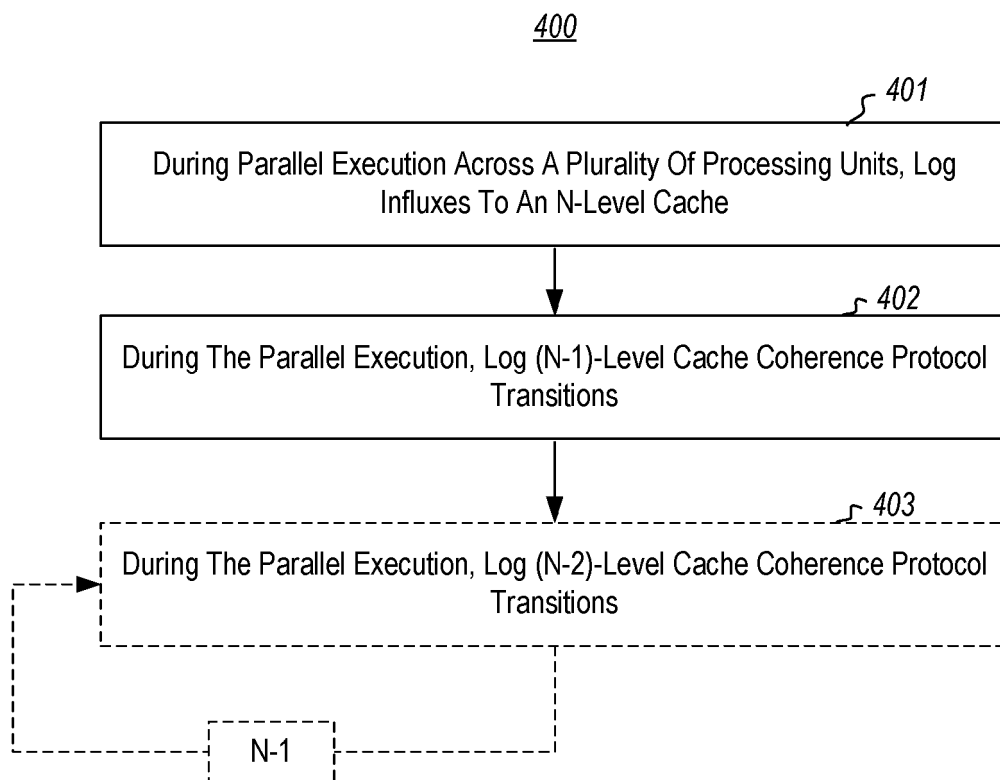 400
401
During Parallel Execution Across A Plurality Of Processing Units, Log
Influxes To An N-Level Cache
402
During The Parallel Execution, Log (N-1)-Level Cache Coherence Protocol
Transitions
403
During The Parallel Execution, Log (N-2)-Level Cache Coherence Protocol
Transitions
N-1